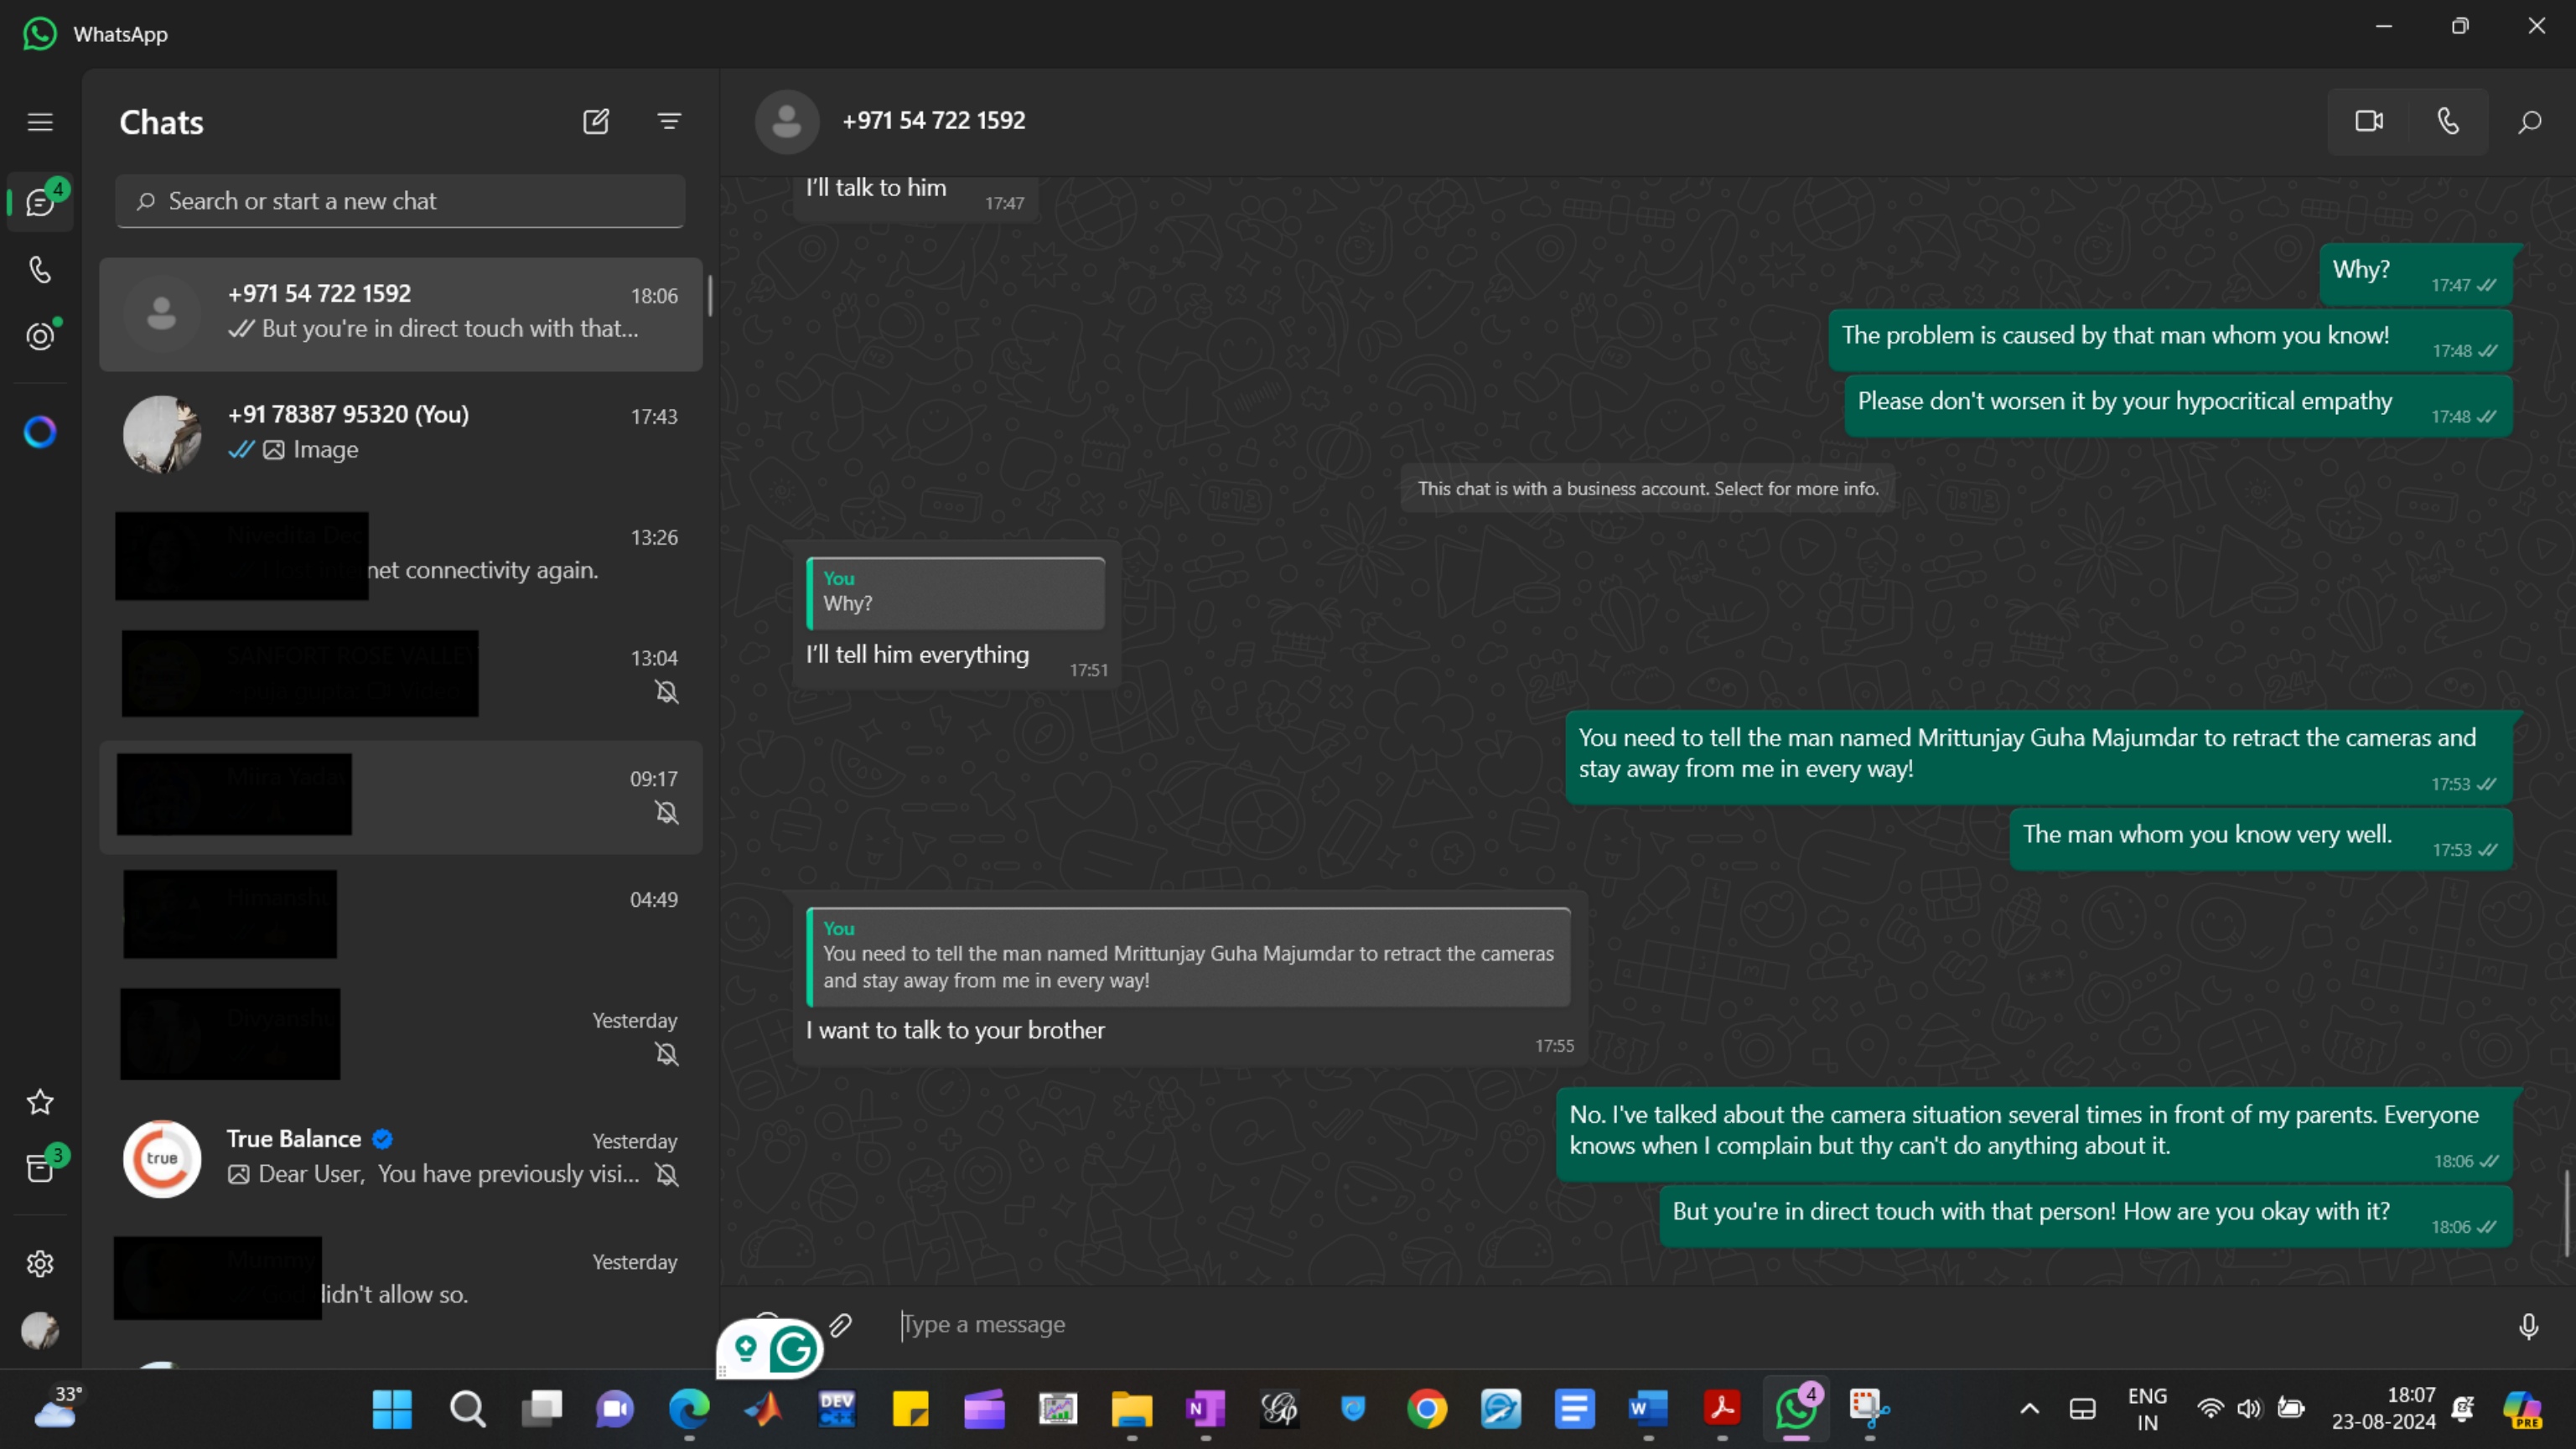 WhatsApp
Chats
+971 54 722 1592
4
Search or start a new chat
+971 54 722 1592
18:06
But you're in direct touch with that...
+91 78387 95320 (You)
17:43
Image
13:26
net connectivity again.
13:04
09:17
04:49
Yesterday
True Balance
Yesterday
true
Dear User, You have previously visi...
3
Yesterday
didn't allow so.
I'll talk to him
17:47
Why?
17:47
The problem is caused by that man whom you know!
17:48
Please don't worsen it by your hypocritical empathy
17:48
This chat is with a business account. Select for more info.
You
Why?
I'll tell him everything
17:51
You need to tell the man named Mrittunjay Guha Majumdar to retract the cameras and
stay away from me in every way!
17:53
The man whom you know very well.
17:53
You
You need to tell the man named Mrittunjay Guha Majumdar to retract the cameras
and stay away from me in every way!
I want to talk to your brother
17:55
No. I've talked about the camera situation several times in front of my parents. Everyone
knows when I complain but thy can't do anything about it.
18:06
But you're in direct touch with that person! How are you okay with it?
18:06
Type a message
33°
DEV
C++
N
W
4
ENG
IN
18:07
23-08-2024
PRE